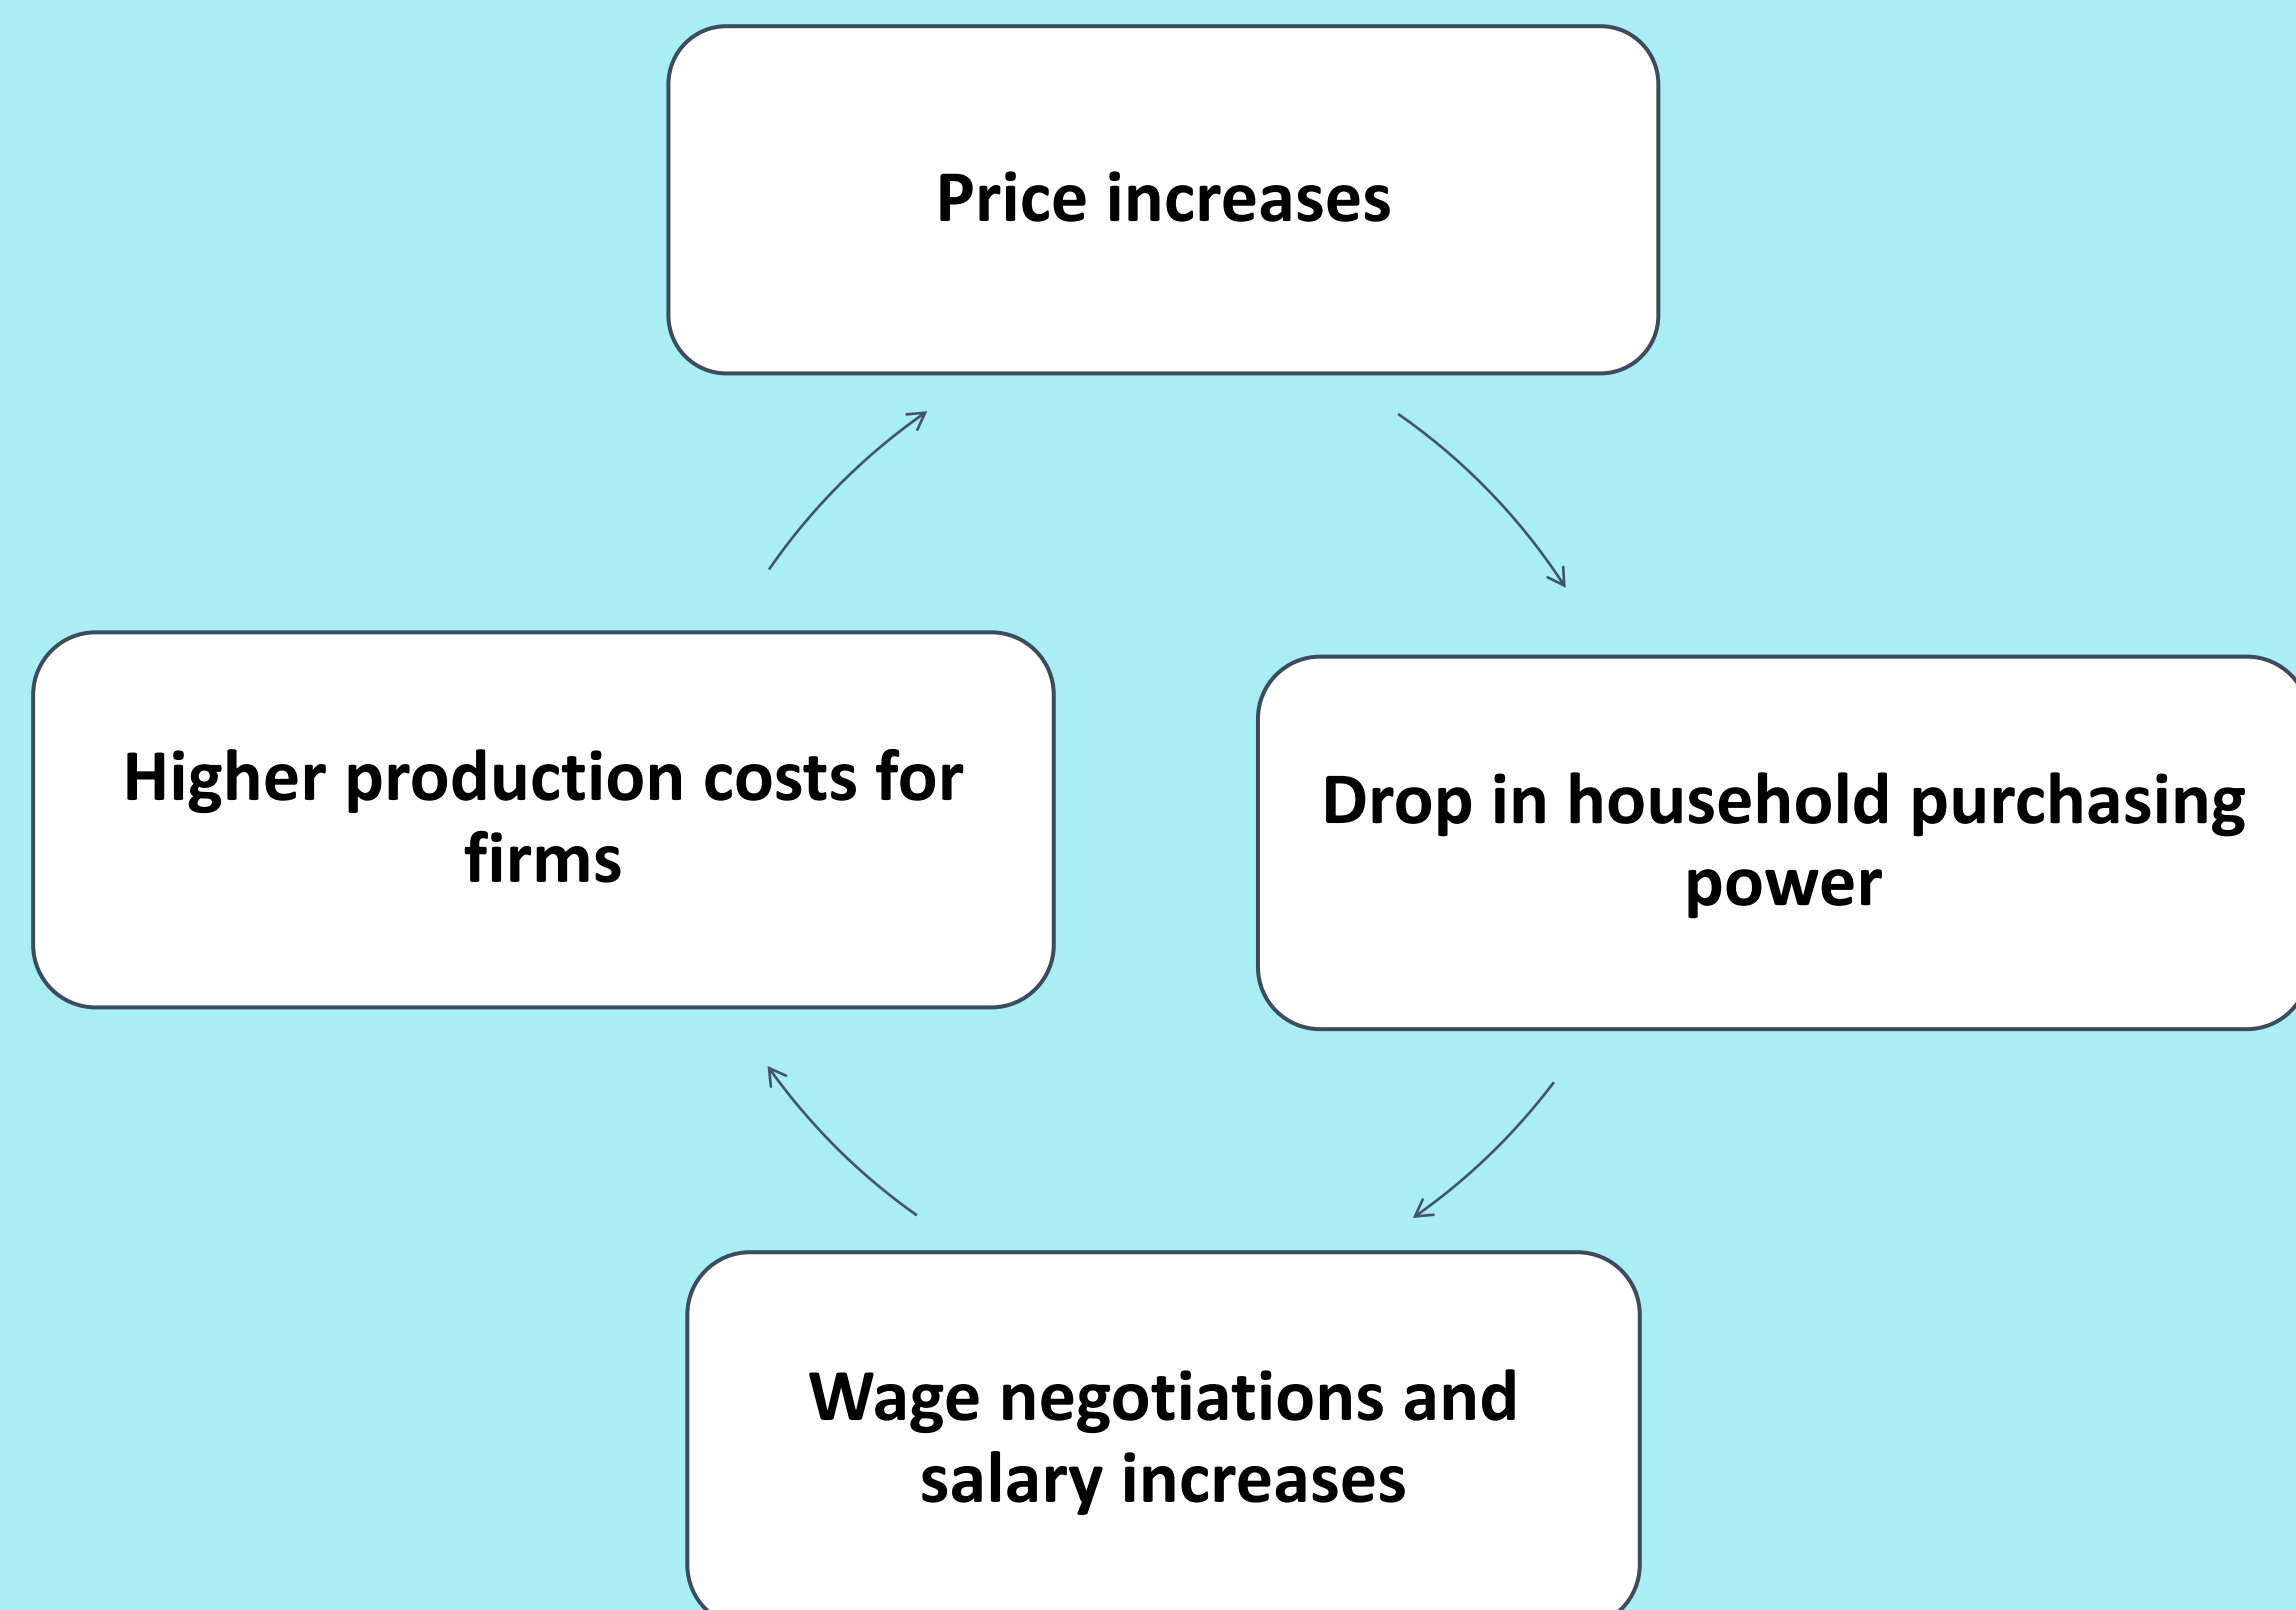 Price increases
Higher production costs for
firms
Drop in household purchasing
power
Wage negotiations and
salary increases